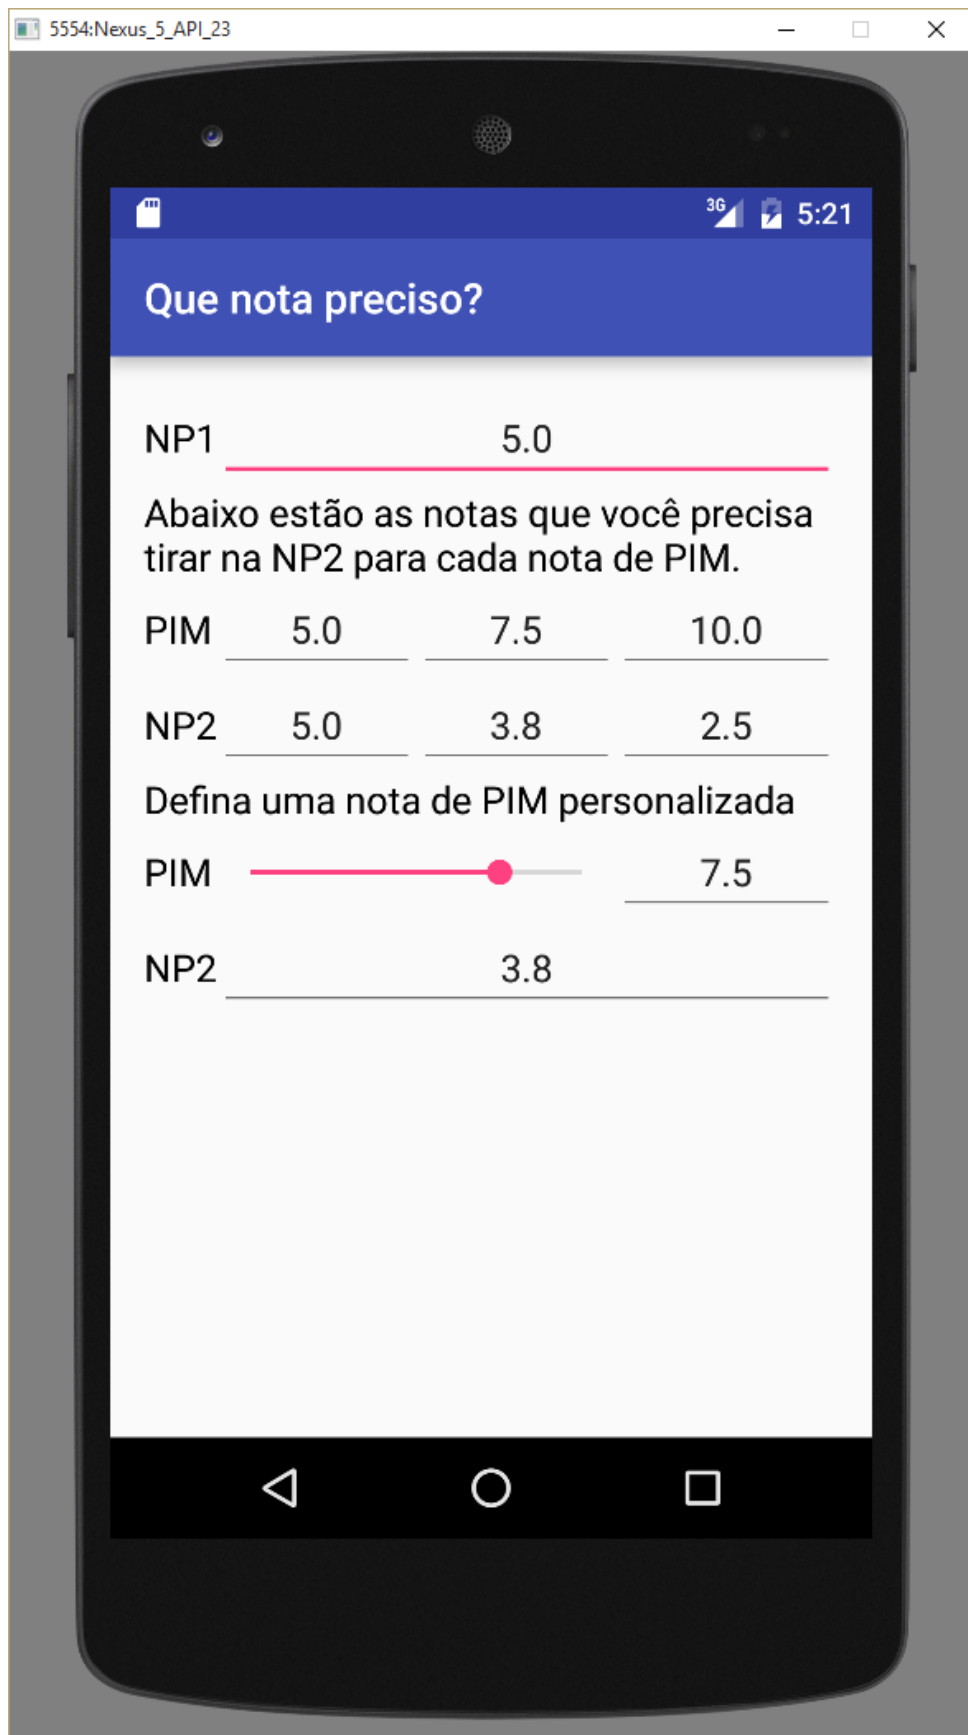 5554:Nexus_5_API_23
3G 5:21
Que nota preciso?
NP1 5.0
Abaixo estão as notas que você precisa
tirar na NP2 para cada nota de PIM.
PIM 5.0 7.5 10.0
NP2 5.0 3.8 2.5
Defina uma nota de PIM personalizada
PIM 7.5
NP2 3.8